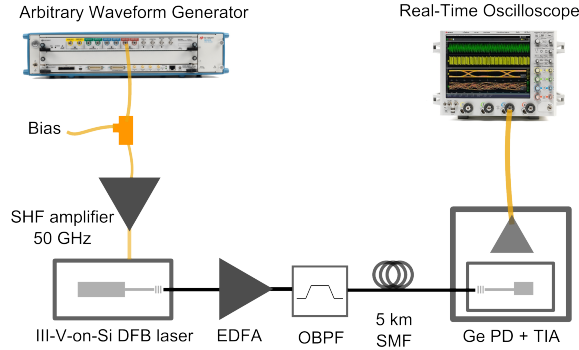 Arbitrary Waveform Generator
Real-Time Oscilloscope
Bias
SHF amplifier
50 GHz
III-V-on-Si DFB laser
EDFA
OBPF
5 km
SMF
Ge PD + TIA